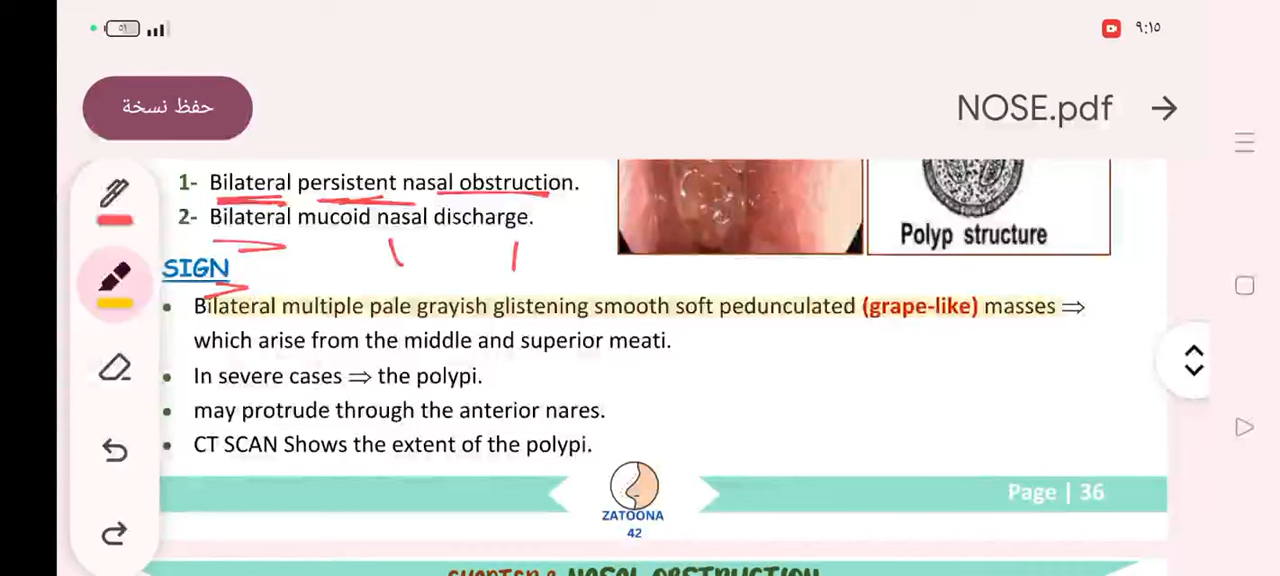 ٥١
٩:١٥
حفظ نسخة
NOSE.pdf
1- Bilateral persistent nasal obstruction.
2- Bilateral mucoid nasal discharge.
Polyp structure
SIGN
• Bilateral multiple pale grayish glistening smooth soft pedunculated (grape-like) masses ⇒
which arise from the middle and superior meati.
• In severe cases ⇒ the polypi.
• may protrude through the anterior nares.
• CT SCAN Shows the extent of the polypi.
Page | 36
ZATOONA
42
NASAL OBSTRUCTION